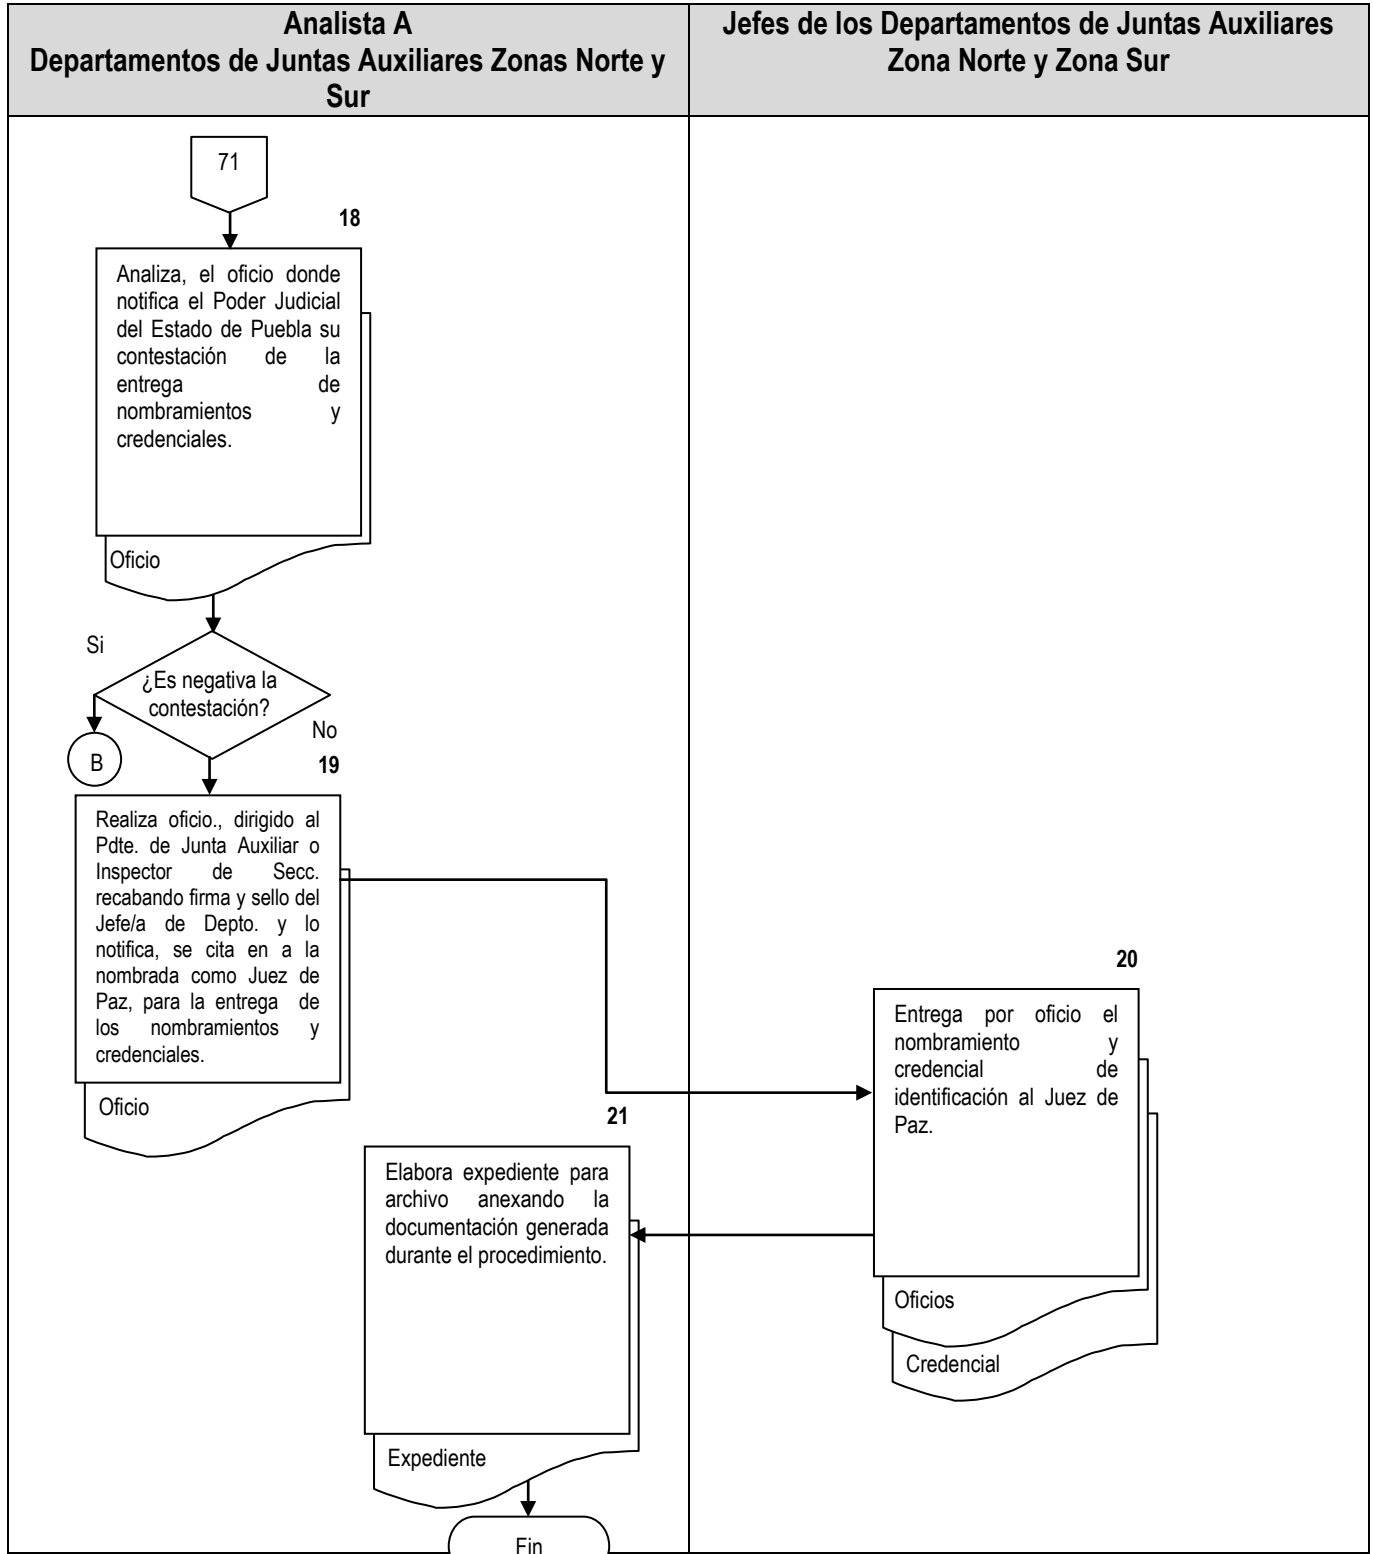 Analista A
Departamentos de Juntas Auxiliares Zonas Norte y
Sur
Jefes de los Departamentos de Juntas Auxiliares
Zona Norte y Zona Sur
71
18
Analiza, el oficio donde
notifica el Poder Judicial
del Estado de Puebla su
contestación de la
entrega de
nombramientos y
credenciales.
Oficio
Si
¿Es negativa la
contestación?
No
B
19
Realiza oficio., dirigido al
Pdte. de Junta Auxiliar o
Inspector de Secc.
recabando firma y sello del
Jefe/a de Depto. y lo
notifica, se cita en a la
nombrada como Juez de
Paz, para la entrega de
los nombramientos y
credenciales.
Oficio
20
Entrega por oficio el
nombramiento y
credencial de
identificación al Juez de
Paz.
Oficios
Credencial
21
Elabora expediente para
archivo anexando la
documentación generada
durante el procedimiento.
Expediente
Fin